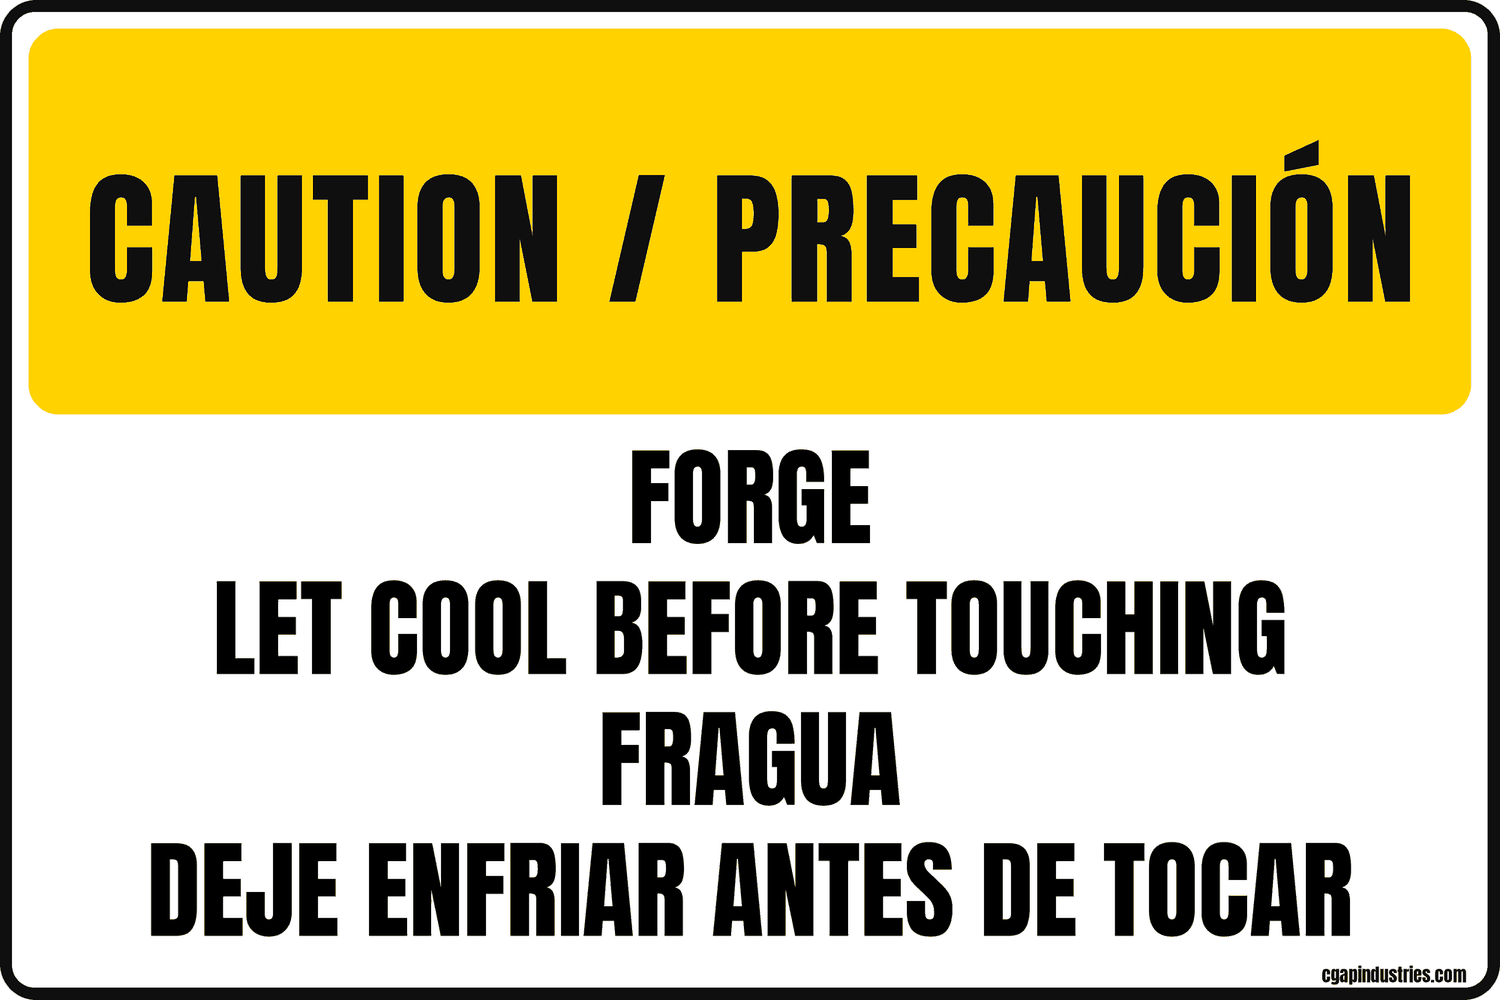 CAUTION / PRECAUCIÓN
FORGE
LET COOL BEFORE TOUCHING
FRAGUA
DEJE ENFRIAR ANTES DE TOCAR
cgapindustries.com